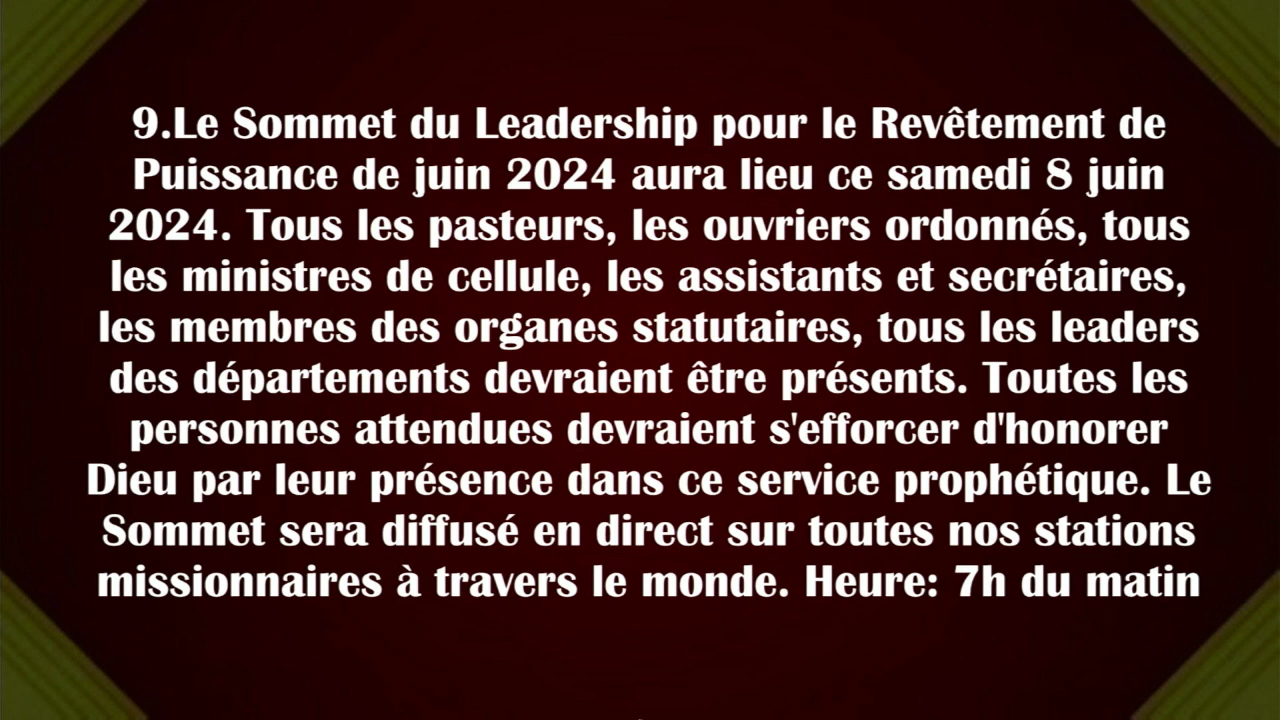 9.Le Sommet du Leadership pour le Revêtement de
Puissance de juin 2024 aura lieu ce samedi 8 juin
2024. Tous les pasteurs, les ouvriers ordonnés, tous
les ministres de cellule, les assistants et secrétaires,
les membres des organes statutaires, tous les leaders
des départements devraient être présents. Toutes les
personnes attendues devraient s'efforcer d'honorer
Dieu par leur présence dans ce service prophétique. Le
Sommet sera diffusé en direct sur toutes nos stations
missionnaires à travers le monde. Heure: 7h du matin